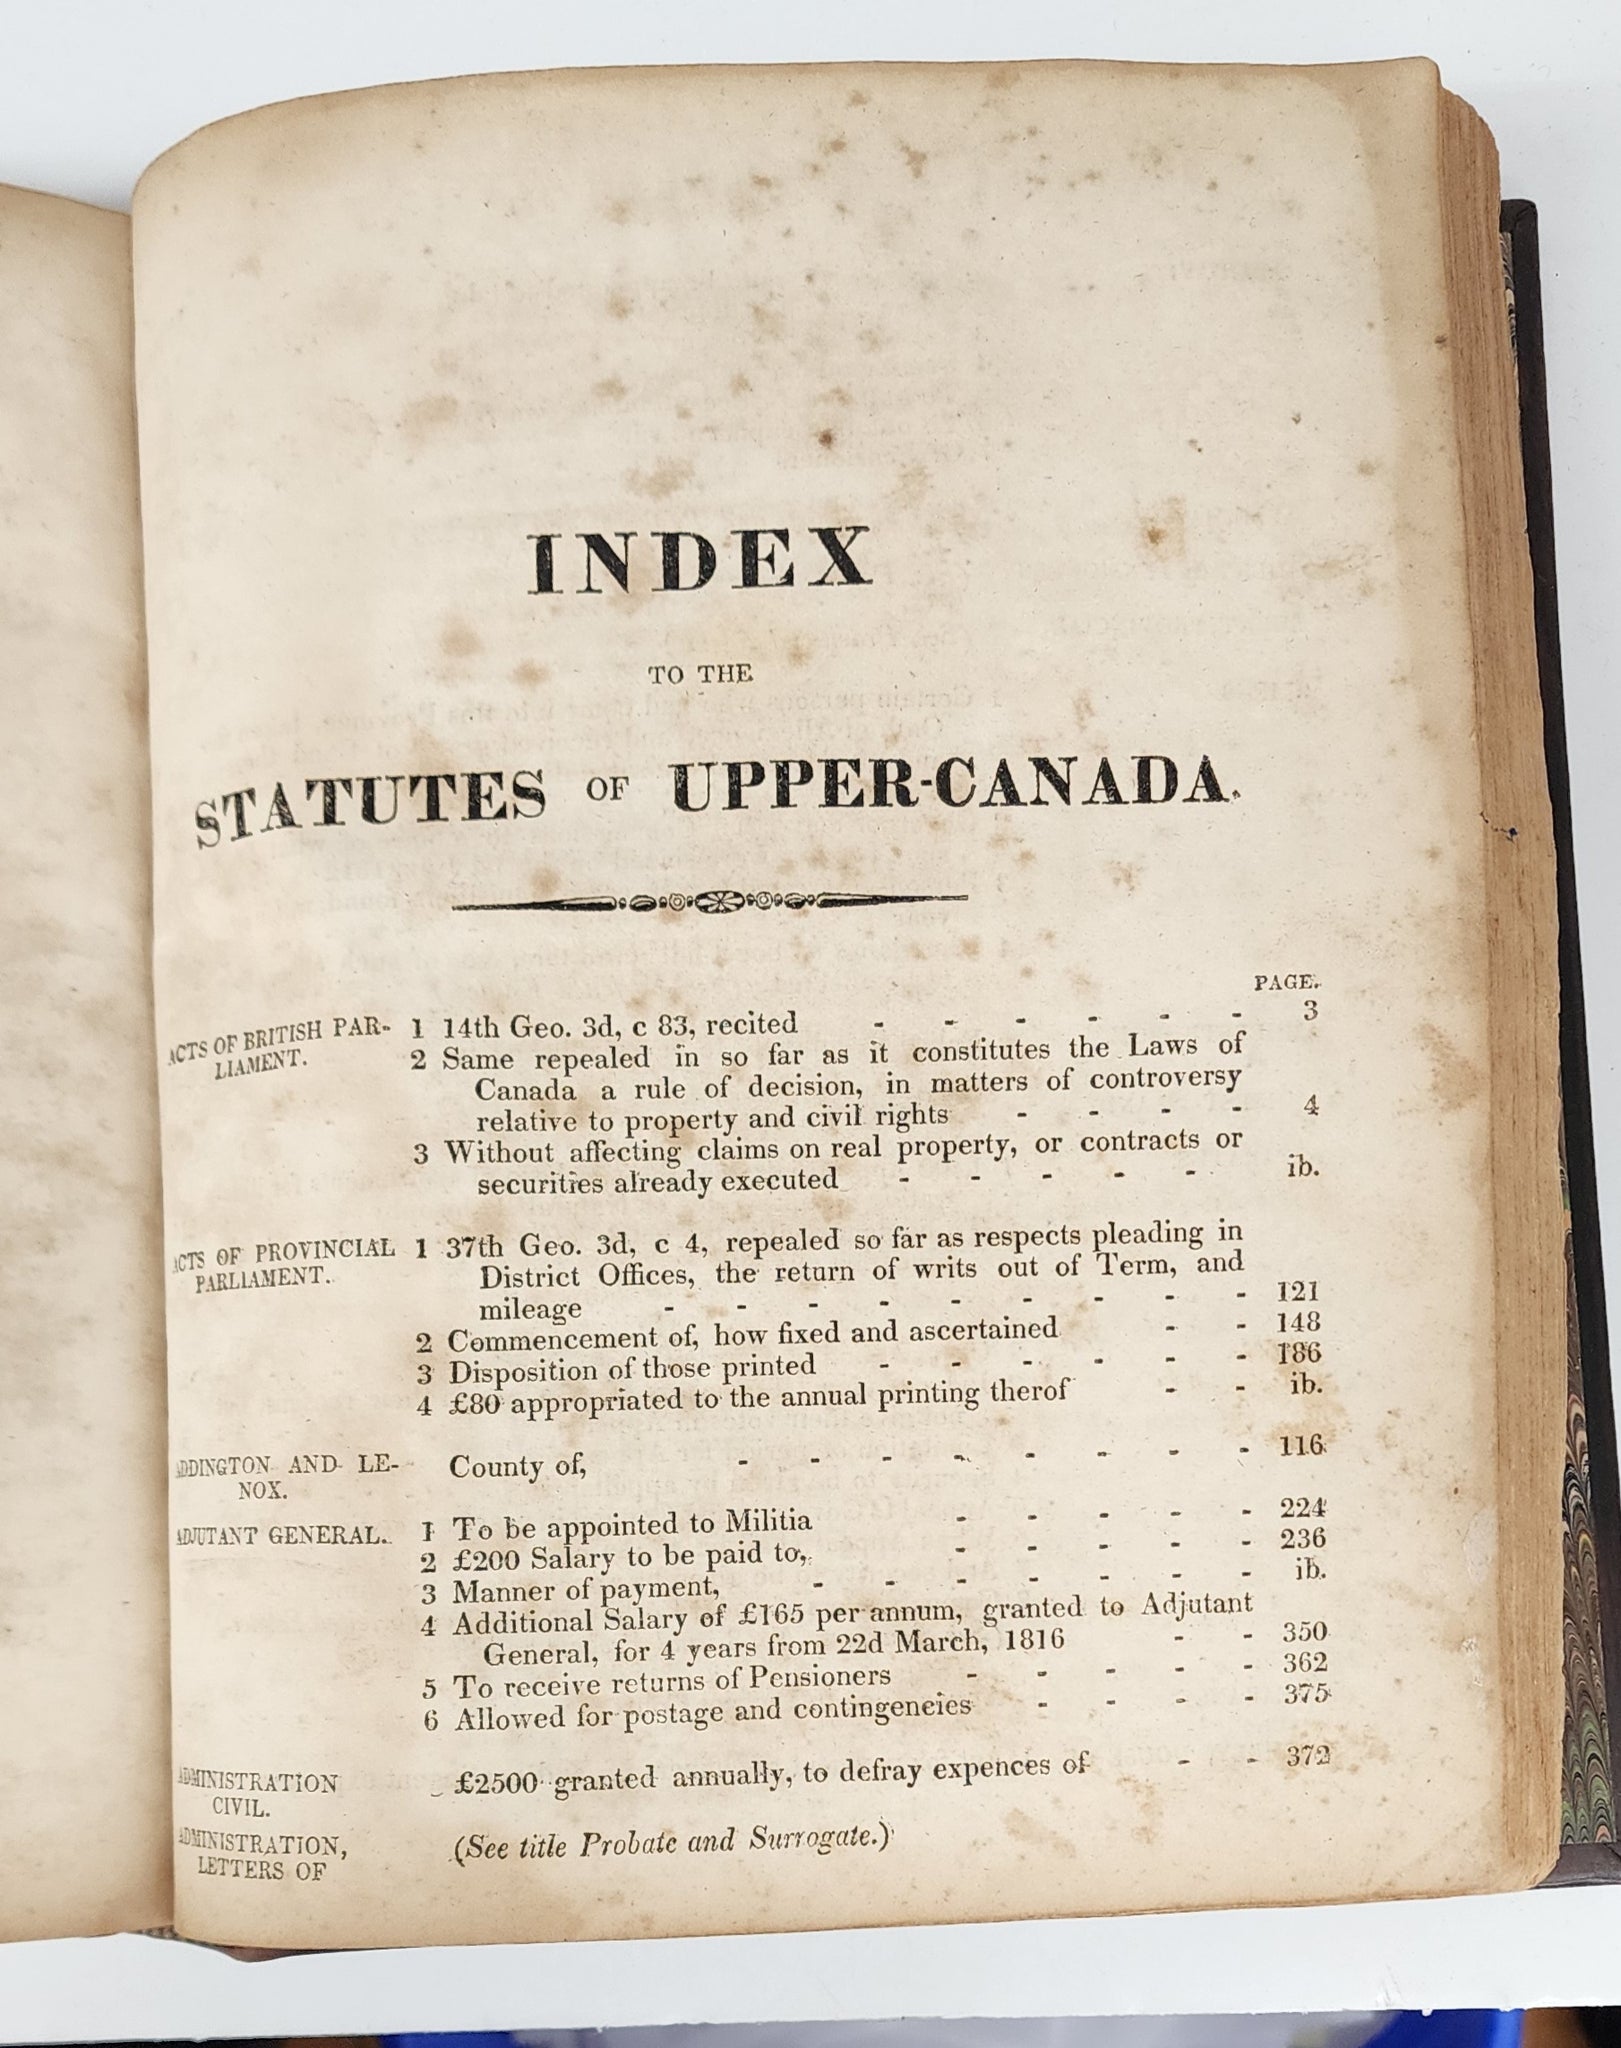 INDEX
TO THE
STATUTES OF UPPER-CANADA.
PAGE.
ACTS OF BRITISH PAR-
LIAMENT.
1 14th Geo. 3d, c 83, recited - - - - - - 3
2 Same repealed in so far as it constitutes the Laws of
Canada a rule of decision, in matters of controversy
relative to property and civil rights - - - - 4
3 Without affecting claims on real property, or contracts or
securities already executed - - - - - ib.
ACTS OF PROVINCIAL
PARLIAMENT.
1 37th Geo. 3d, c 4, repealed so far as respects pleading in
District Offices, the return of writs out of Term, and
mileage - - - - - - - - - 121
2 Commencement of, how fixed and ascertained - - 148
3 Disposition of those printed - - - - - - 186
4 £80 appropriated to the annual printing therof - - ib.
ADDINGTON AND LE-
NOX.
County of, - - - - - - - - 116
ADJUTANT GENERAL.
1 To be appointed to Militia - - - - - 224
2 £200 Salary to be paid to, - - - - - 236
3 Manner of payment, - - - - - - - ib.
4 Additional Salary of £165 per annum, granted to Adjutant
General, for 4 years from 22d March, 1816 - - 350
5 To receive returns of Pensioners - - - - - 362
6 Allowed for postage and contingencies - - - - 375
ADMINISTRATION
CIVIL.
£2500 granted annually, to defray expences of - - 372
ADMINISTRATION,
LETTERS OF
(See title Probate and Surrogate.)